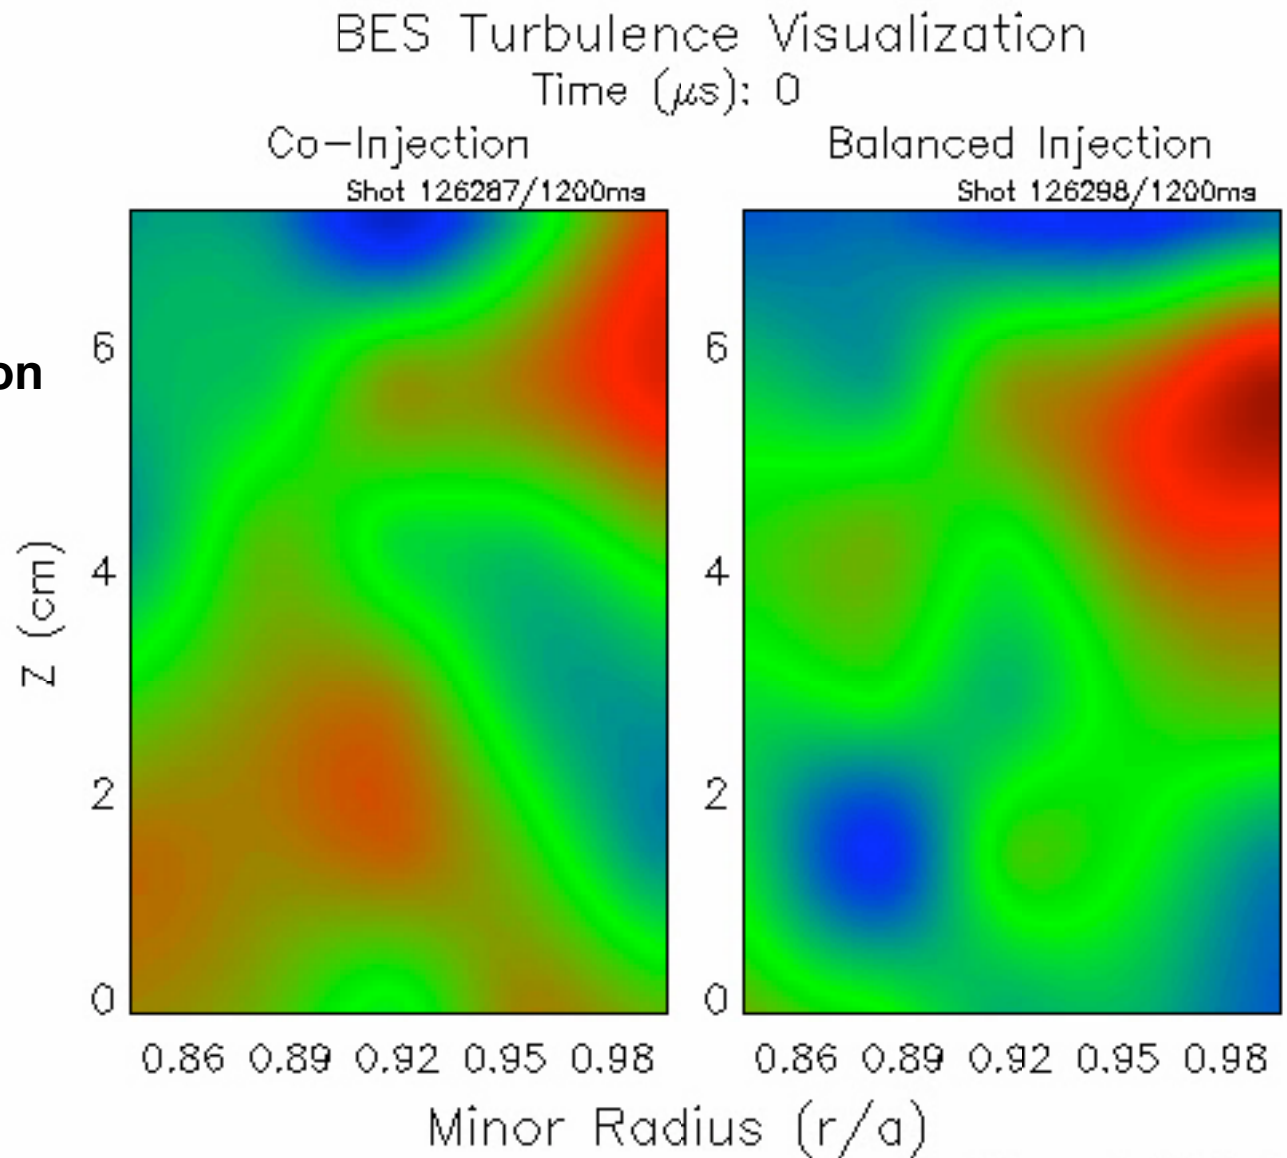 BES Turbulence Visualization
Time (μs): 0
Co-Injection
Shot 126287/1200ms
Balanced Injection
Shot 126298/1200ms
on
Z (cm)
6
4
2
0
6
4
2
0
0.86 0.89 0.92 0.95 0.98
0.86 0.89 0.92 0.95 0.98
Minor Radius (r/a)